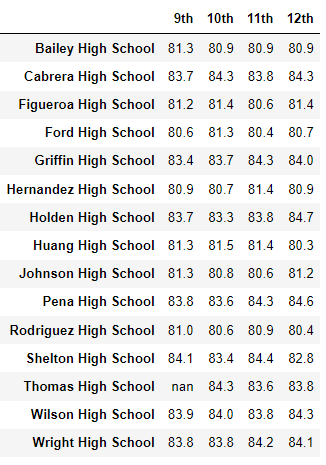 9th 10th 11th 12th
Bailey High School 81.3 80.9 80.9 80.9
Cabrera High School 83.7 84.3 83.8 84.3
Figueroa High School 81.2 81.4 80.6 81.4
Ford High School 80.6 81.3 80.4 80.7
Griffin High School 83.4 83.7 84.3 84.0
Hernandez High School 80.9 80.7 81.4 80.9
Holden High School 83.7 83.3 83.8 84.7
Huang High School 81.3 81.5 81.4 80.3
Johnson High School 81.3 80.8 80.6 81.2
Pena High School 83.8 83.6 84.3 84.6
Rodriguez High School 81.0 80.6 80.9 80.4
Shelton High School 84.1 83.4 84.4 82.8
Thomas High School nan 84.3 83.6 83.8
Wilson High School 83.9 84.0 83.8 84.3
Wright High School 83.8 83.8 84.2 84.1